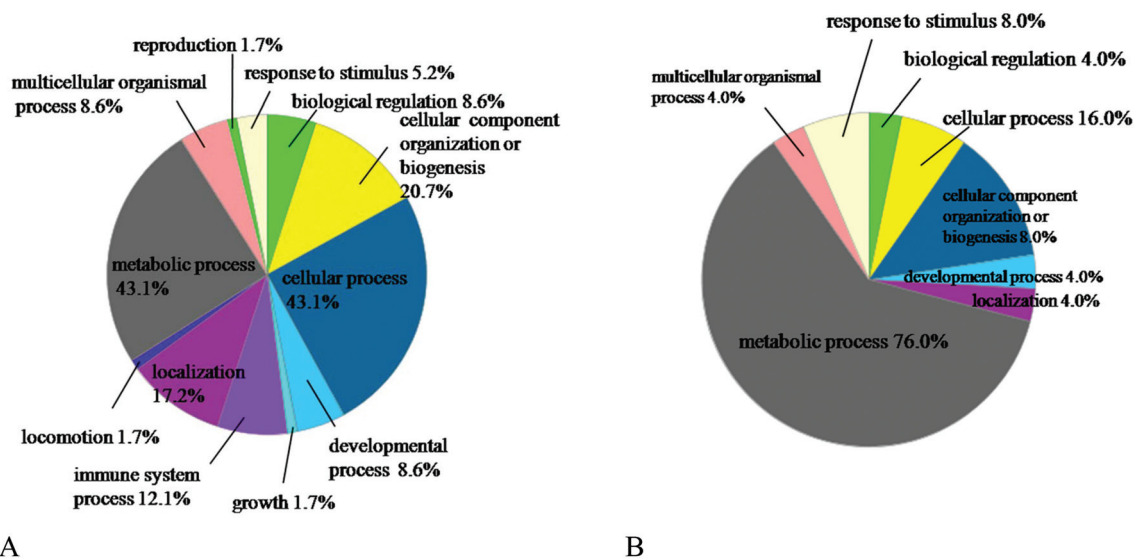 reproduction 1.7%
multicellular organismal
process 8.6%
response to stimulus 5.2%
biological regulation 8.6%
cellular component
organization or
biogenesis
20.7%
metabolic process
43.1%
cellular process
43.1%
localization
17.2%
locomotion 1.7%
immune system
process 12.1%
growth 1.7%
developmental
process 8.6%
A
response to stimulus 8.0%
biological regulation 4.0%
multicellular organismal
process 4.0%
cellular process 16.0%
cellular component
organization or
biogenesis 8.0%
developmental process 4.0%
localization 4.0%
metabolic process 76.0%
B